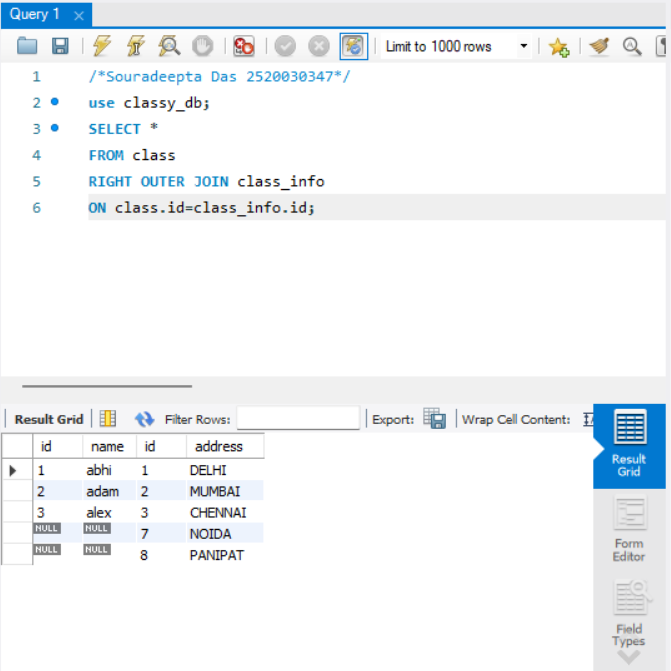 Query 1
Limit to 1000 rows
1 /*Souradeepta Das 2520030347*/
2 use classy_db;
3 SELECT *
4 FROM class
5 RIGHT OUTER JOIN class_info
6 ON class.id=class_info.id;
Result Grid Filter Rows: Export: Wrap Cell Content:
id name id address
1 abhi 1 DELHI
2 adam 2 MUMBAI
3 alex 3 CHENNAI
NULL NULL 7 NOIDA
NULL NULL 8 PANIPAT
Result
Grid
Form
Editor
Field
Types